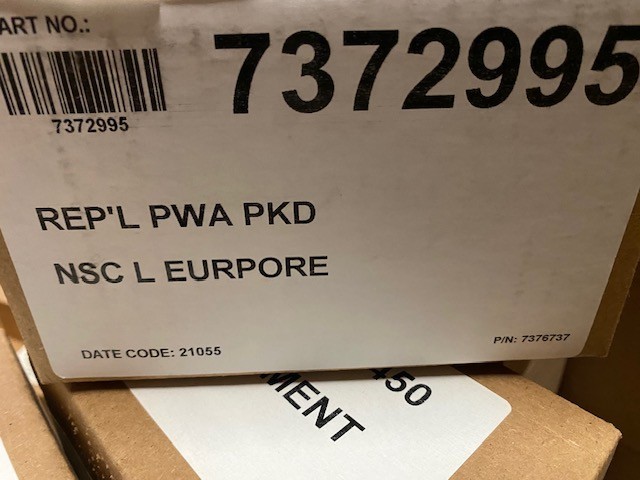 ART NO.:
7372995
7372995
REP'L PWA PKD
NSC L EURPORE
DATE CODE: 21055
P/N: 7376737
450
MENT